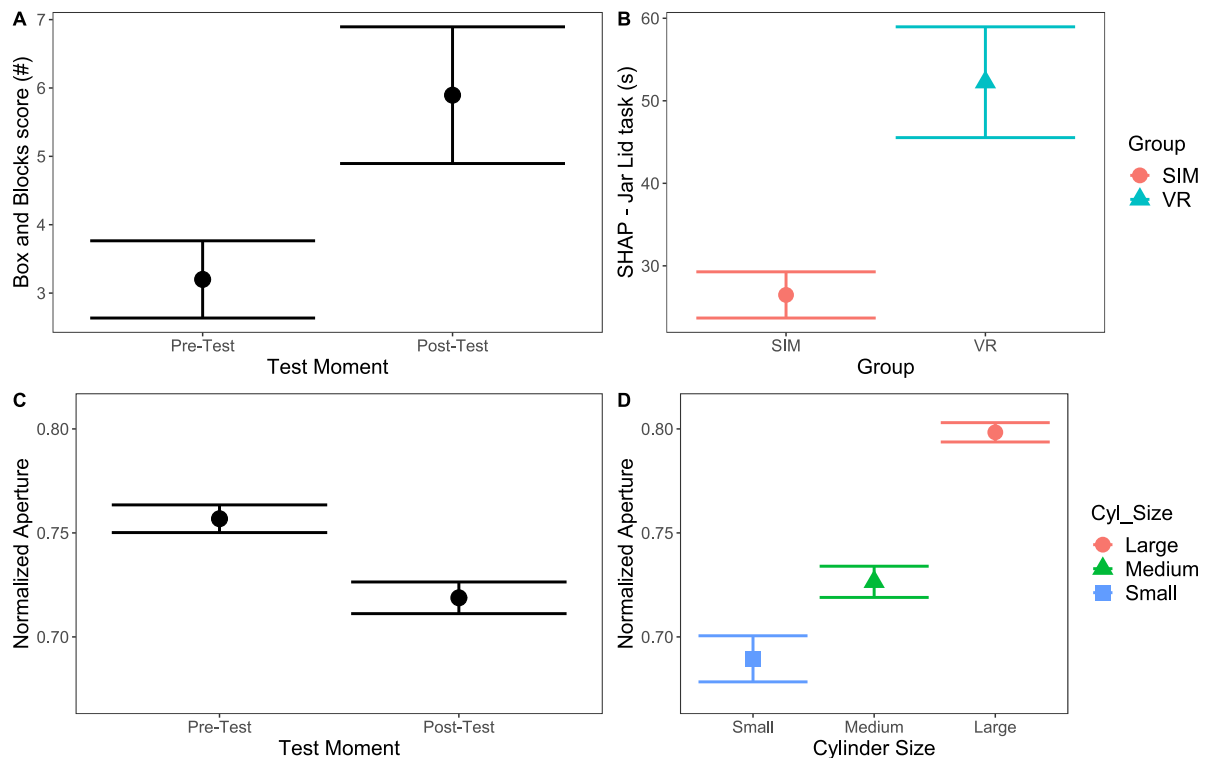 A
Box and Blocks score (#)
7
6
5
4
3
Pre-Test
Post-Test
Test Moment
B
SHAP - Jar Lid task (s)
60
50
40
30
SIM
VR
Group
Group
SIM
VR
C
Normalized Aperture
0.80
0.75
0.70
Pre-Test
Post-Test
Test Moment
D
Normalized Aperture
0.80
0.75
0.70
Small
Medium
Large
Cylinder Size
Cyl_Size
Large
Medium
Small